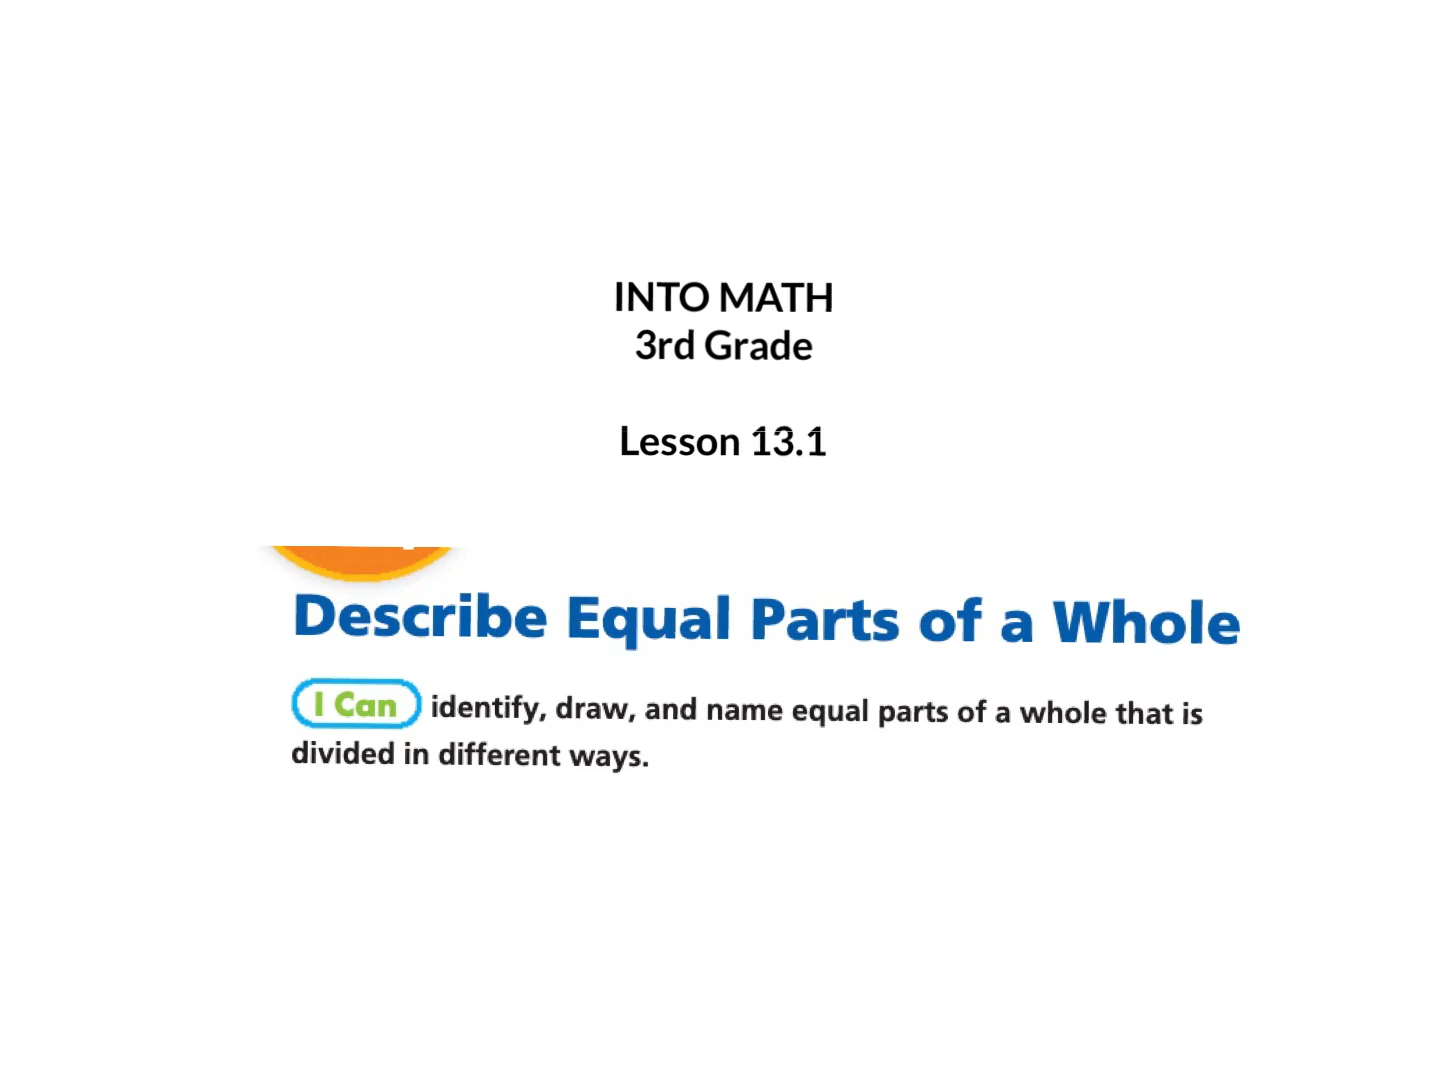 INTO MATH
3rd Grade
Lesson 13.1
Describe Equal Parts of a Whole
I Can identify, draw, and name equal parts of a whole that is
divided in different ways.